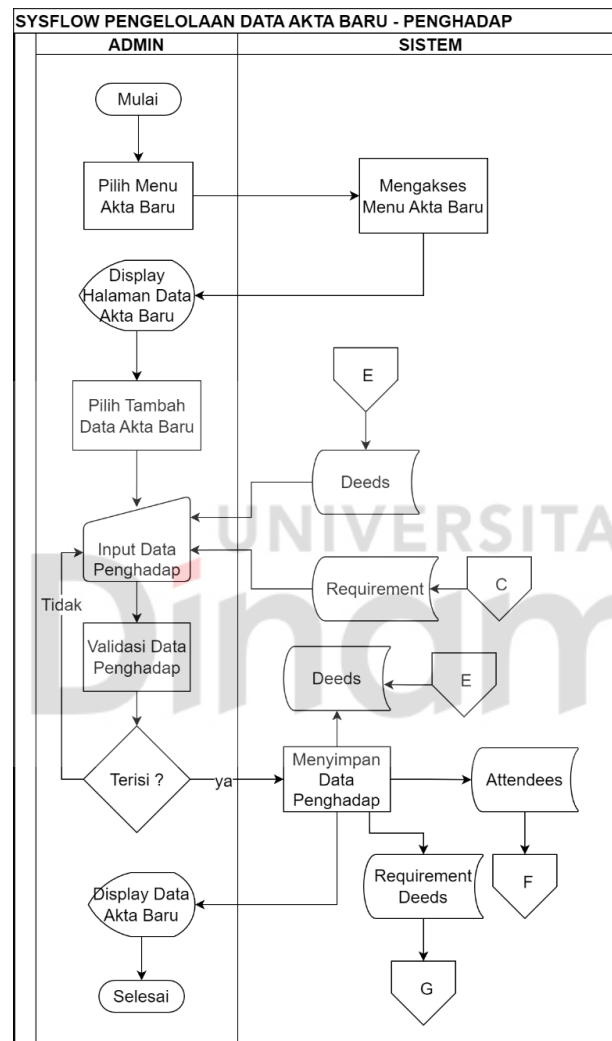 SYSFLOW PENGELOLAAN DATA AKTA BARU - PENGHADAP
ADMIN
SISTEM
Mulai
Pilih Menu
Akta Baru
Mengakses
Menu Akta Baru
Display
Halaman Data
Akta Baru
E
Pilih Tambah
Data Akta Baru
Deeds
UNIVERSITA
Input Data
Penghadap
Requirement
C
Dinam
Tidak
Validasi Data
Penghadap
Deeds
E
Terisi ?
ya
Menyimpan
Data
Penghadap
Attendees
Display Data
Akta Baru
Requirement
Deeds
F
Selesai
G